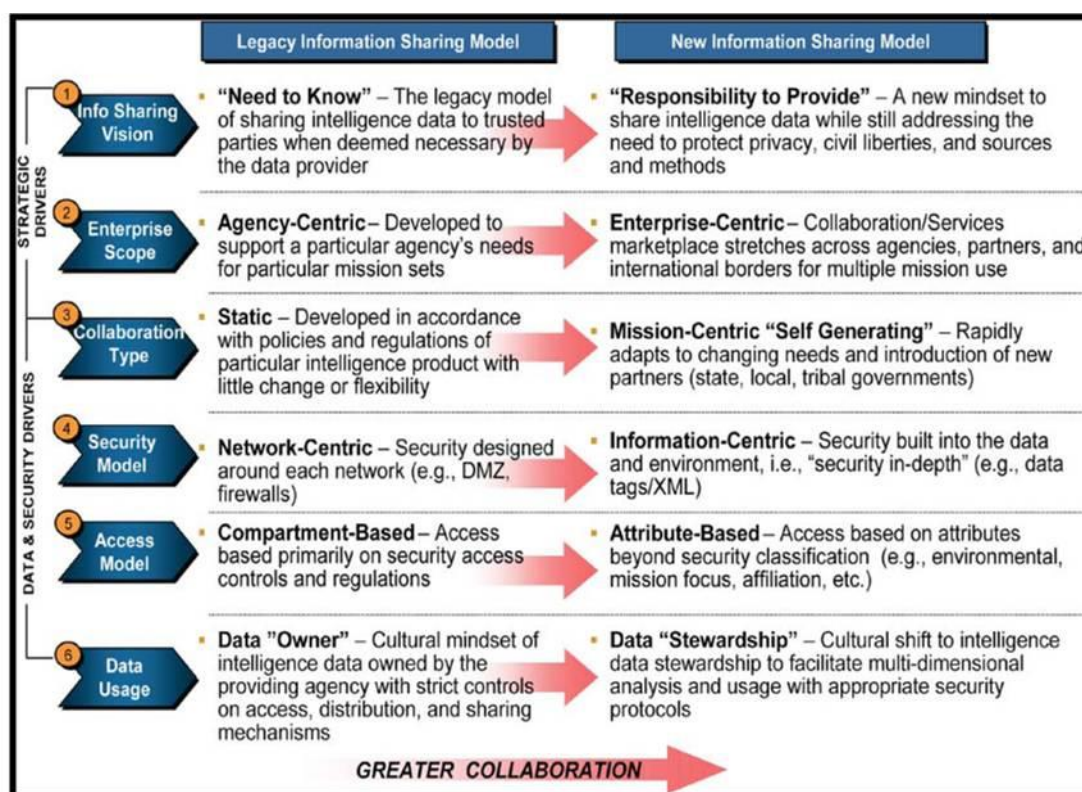 Legacy Information Sharing Model
New Information Sharing Model
STRATEGIC
DRIVERS
DATA & SECURITY DRIVERS
1
Info Sharing
Vision
▪ “Need to Know” – The legacy model
of sharing intelligence data to trusted
parties when deemed necessary by
the data provider
▪ “Responsibility to Provide” – A new mindset to
share intelligence data while still addressing the
need to protect privacy, civil liberties, and sources
and methods
2
Enterprise
Scope
▪ Agency-Centric– Developed to
support a particular agency’s needs
for particular mission sets
▪ Enterprise-Centric – Collaboration/Services
marketplace stretches across agencies, partners, and
international borders for multiple mission use
3
Collaboration
Type
▪ Static – Developed in accordance
with policies and regulations of
particular intelligence product with
little change or flexibility
▪ Mission-Centric “Self Generating” – Rapidly
adapts to changing needs and introduction of new
partners (state, local, tribal governments)
4
Security
Model
▪ Network-Centric – Security designed
around each network (e.g., DMZ,
firewalls)
▪ Information-Centric – Security built into the data
and environment, i.e., “security in-depth” (e.g., data
tags/XML)
5
Access
Model
▪ Compartment-Based – Access
based primarily on security access
controls and regulations
▪ Attribute-Based – Access based on attributes
beyond security classification (e.g., environmental,
mission focus, affiliation, etc.)
6
Data
Usage
▪ Data ”Owner” – Cultural mindset of
intelligence data owned by the
providing agency with strict controls
on access, distribution, and sharing
mechanisms
▪ Data “Stewardship” – Cultural shift to intelligence
data stewardship to facilitate multi-dimensional
analysis and usage with appropriate security
protocols
GREATER COLLABORATION